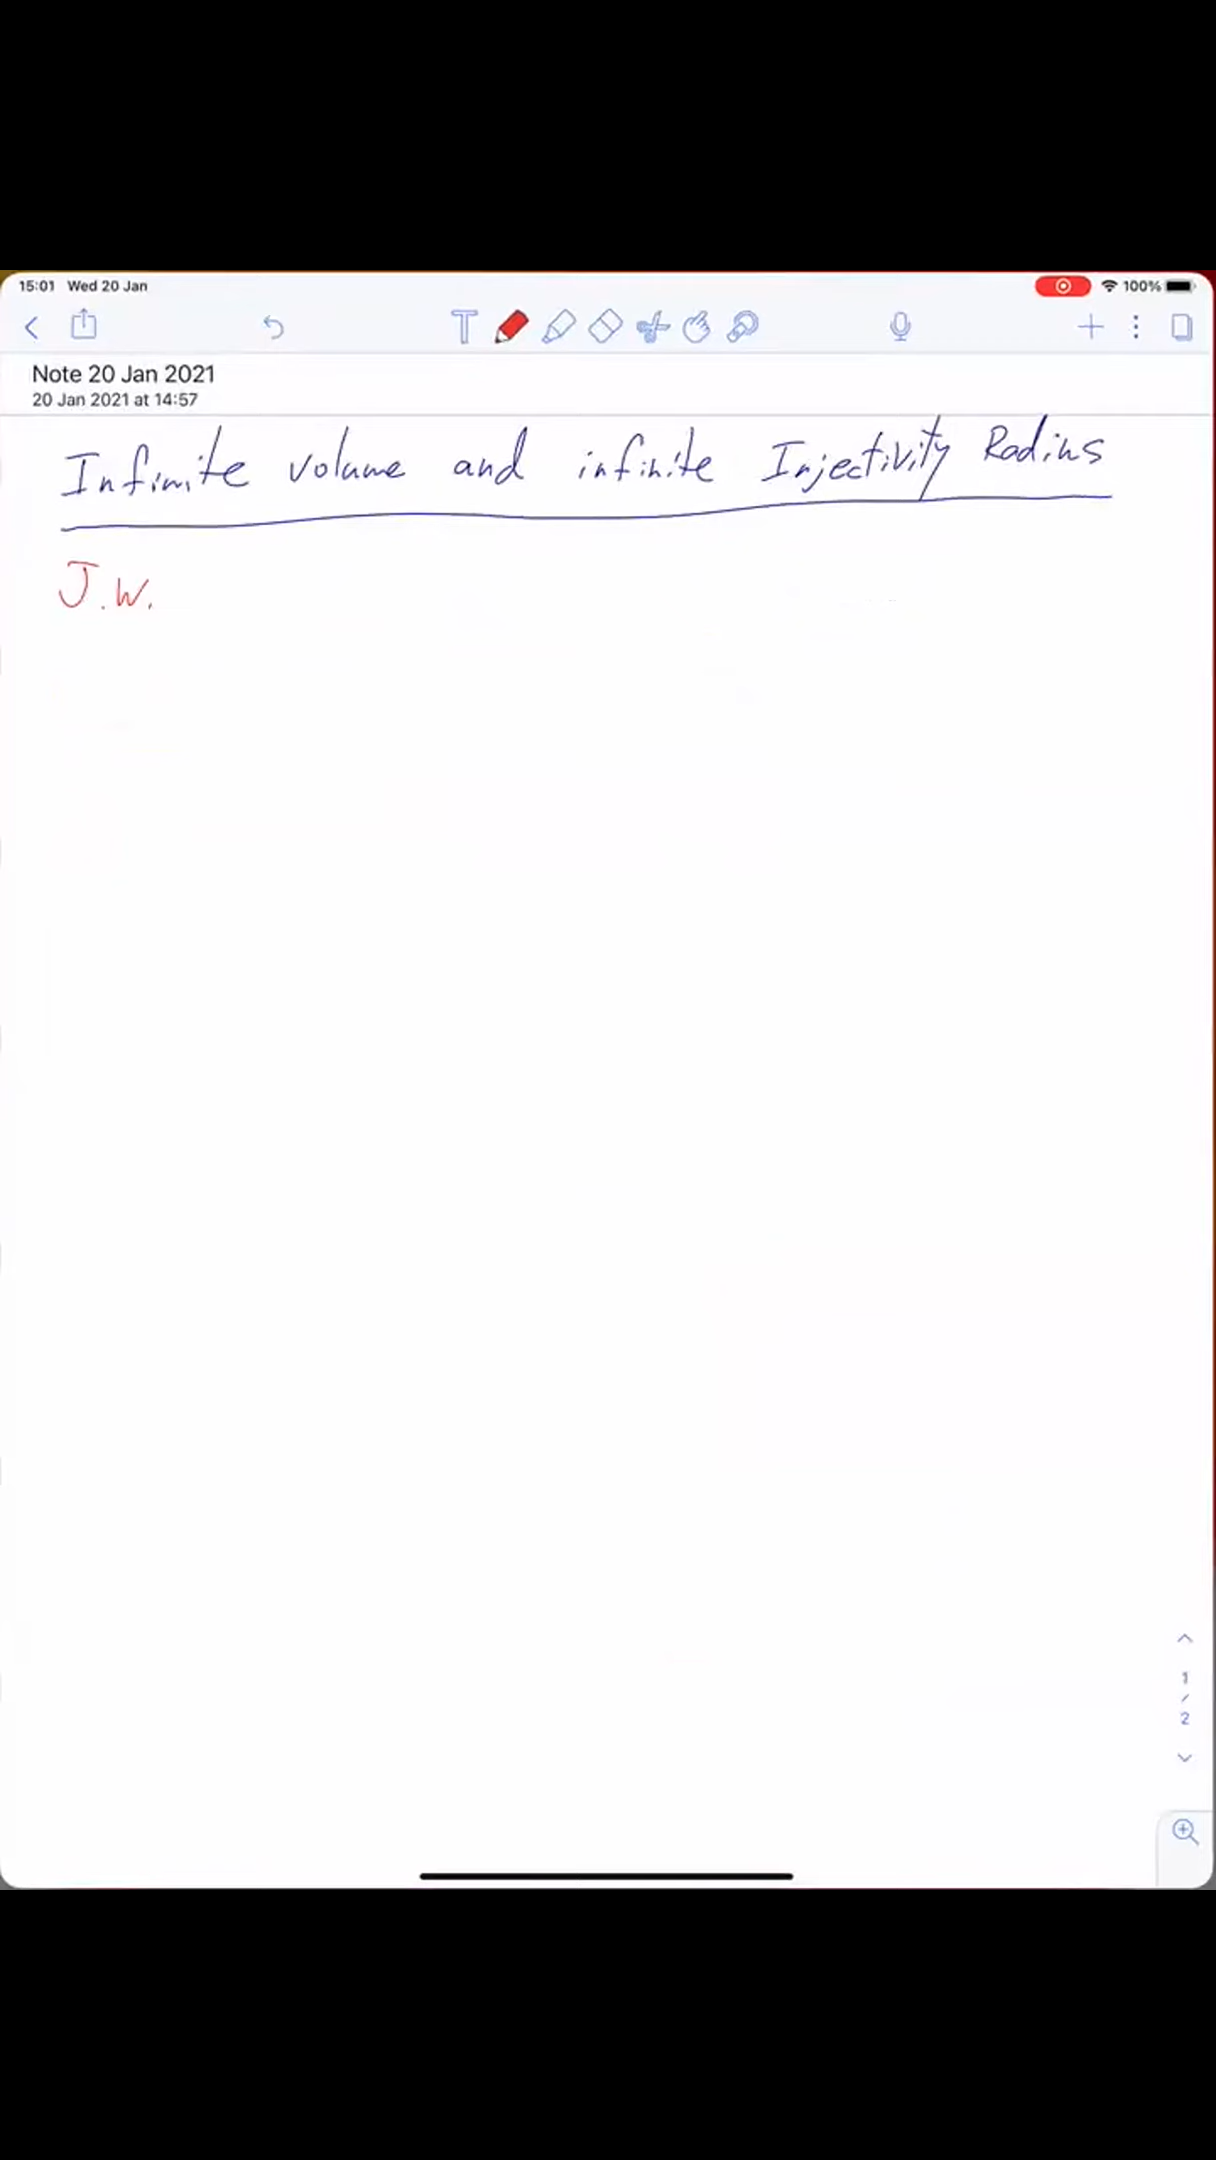 15:01 Wed 20 Jan 100%
T
Note 20 Jan 2021
20 Jan 2021 at 14:57
Infinite volume and infinite Injectivity Radius
J.W.
1
/
2